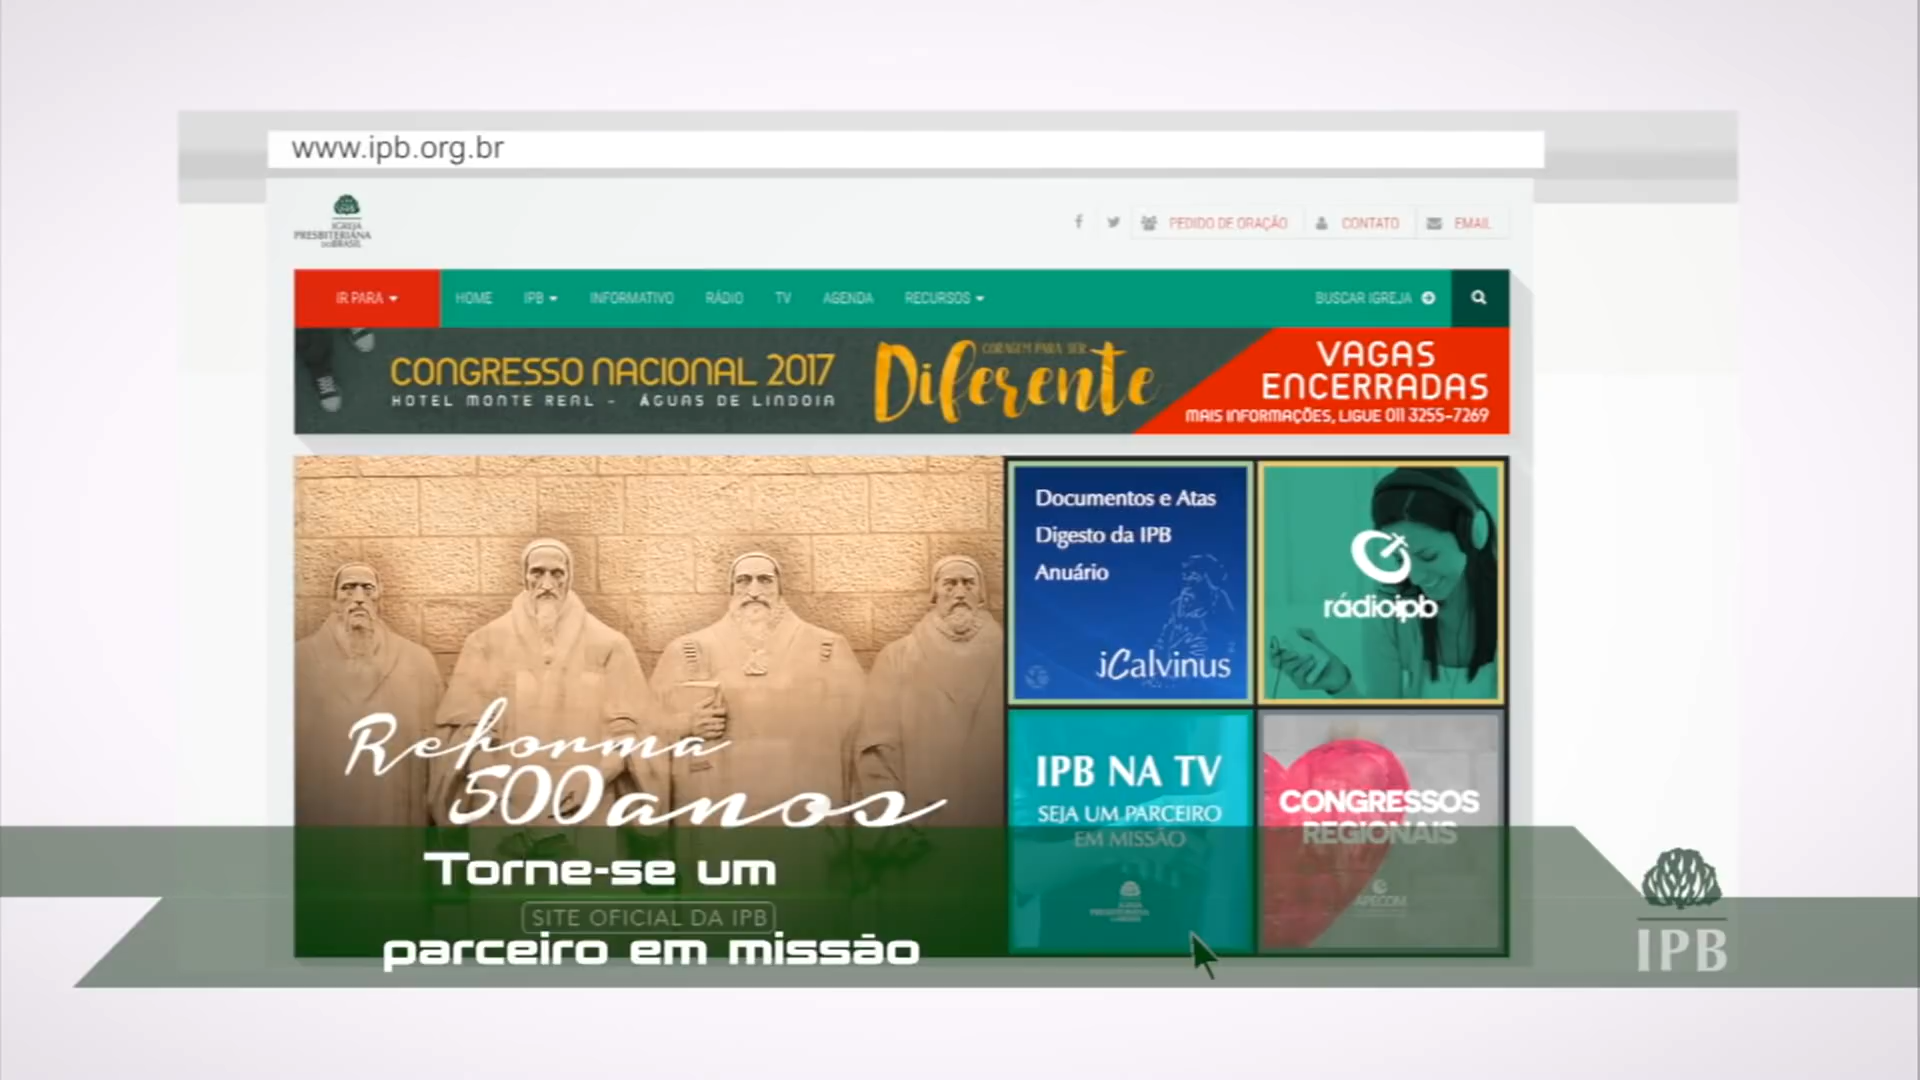 www.ipb.org.br
IGREJA
PRESBITERIANA
DO BRASIL
PEDIDO DE ORAÇÃO
CONTATO
EMAIL
IR PARA
HOME
IPB
INFORMATIVO
RÁDIO
TV
AGENDA
RECURSOS
BUSCAR IGREJA
CONGRESSO NACIONAL 2017
HOTEL MONTE REAL - ÁGUAS DE LINDOIA
CORAGEM PARA SER
Diferente
VAGAS
ENCERRADAS
MAIS INFORMAÇÕES, LIGUE 011 3255-7269
Reforma
500anos
SITE OFICIAL DA IPB
Documentos e Atas
Digesto da IPB
Anuário
iCalvinus
rádioipb
IPB NA TV
SEJA UM PARCEIRO
EM MISSÃO
CONGRESSOS
REGIONAIS
APECOM
Torne-se um
parceiro em missão
IPB